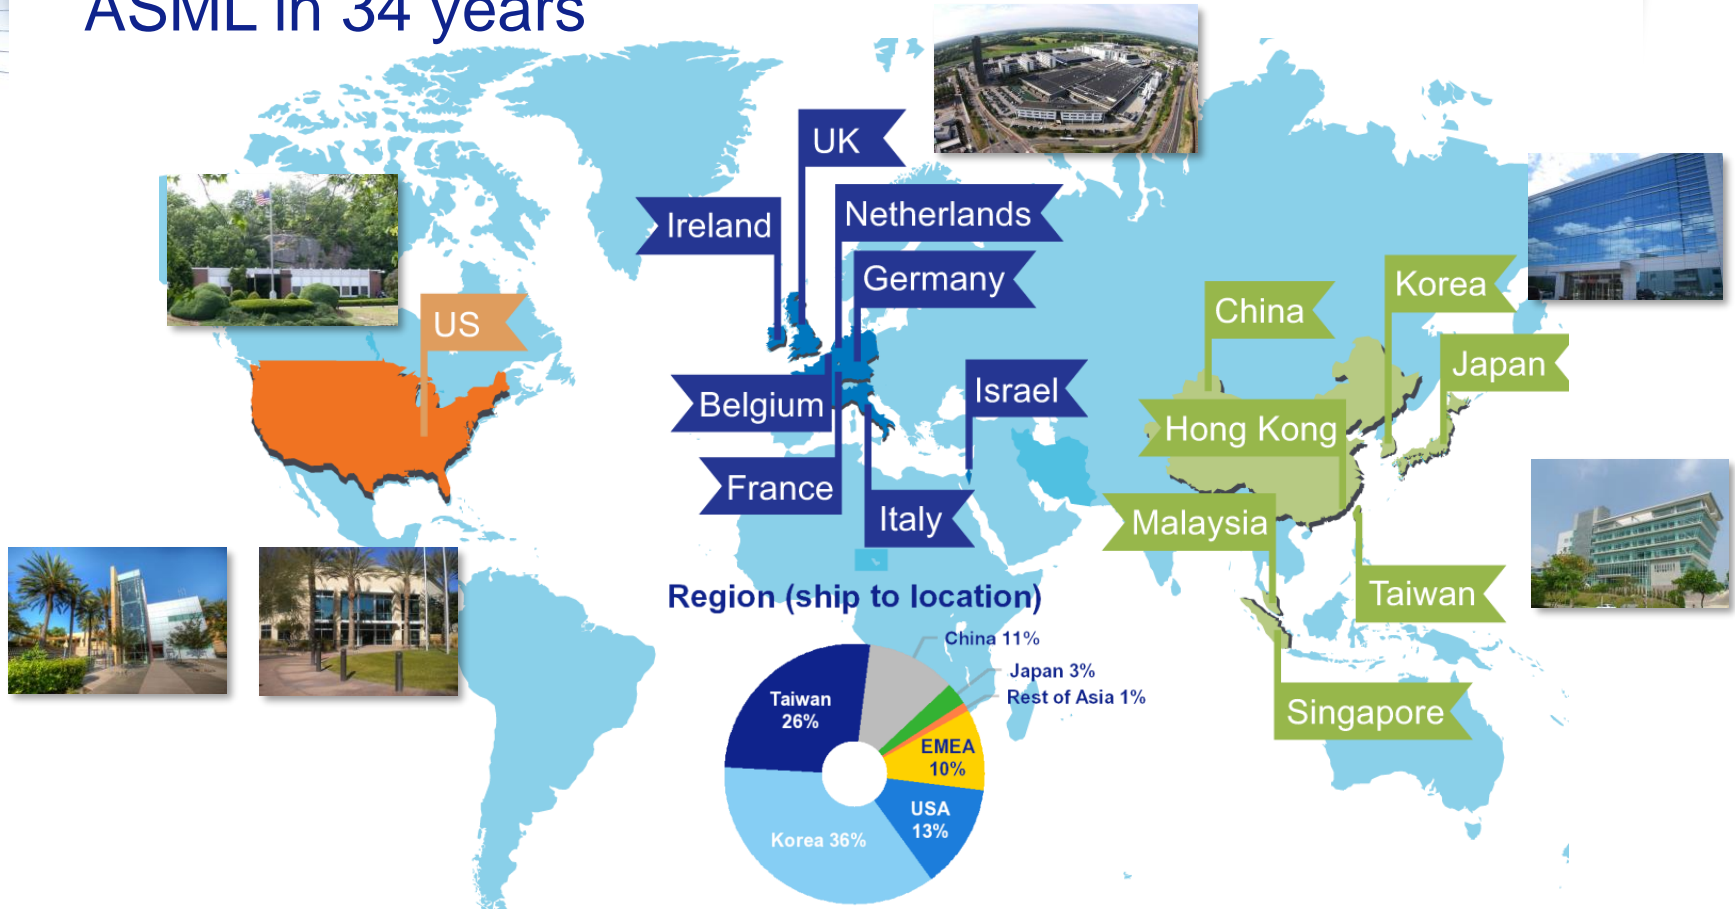 ASML in 34 years
UK
Ireland
Netherlands
Germany
US
Belgium
Israel
France
Italy
China
Korea
Japan
Hong Kong
Malaysia
Taiwan
Singapore
Region (ship to location)
China 11%
Japan 3%
Rest of Asia 1%
Taiwan
26%
EMEA
10%
USA
13%
Korea 36%